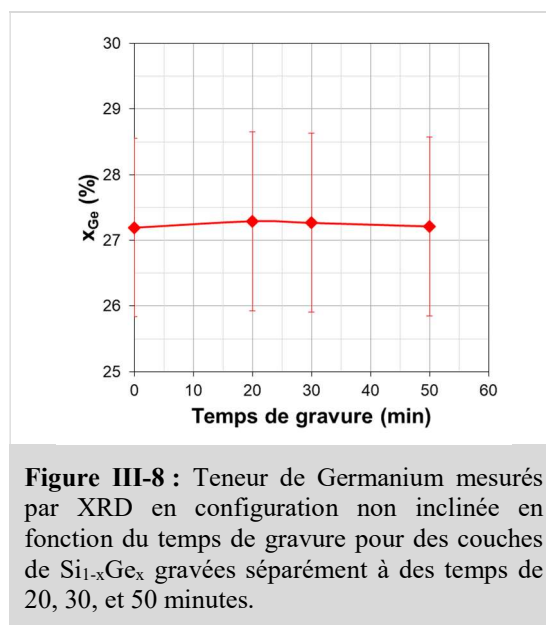 30
29
28
27
26
25
x_Ge (%)
0 10 20 30 40 50 60
Temps de gravure (min)
Figure III-8 : Teneur de Germanium mesurés
par XRD en configuration non inclinée en
fonction du temps de gravure pour des couches
de Si₁₋ₓGeₓ gravées séparément à des temps de
20, 30, et 50 minutes.